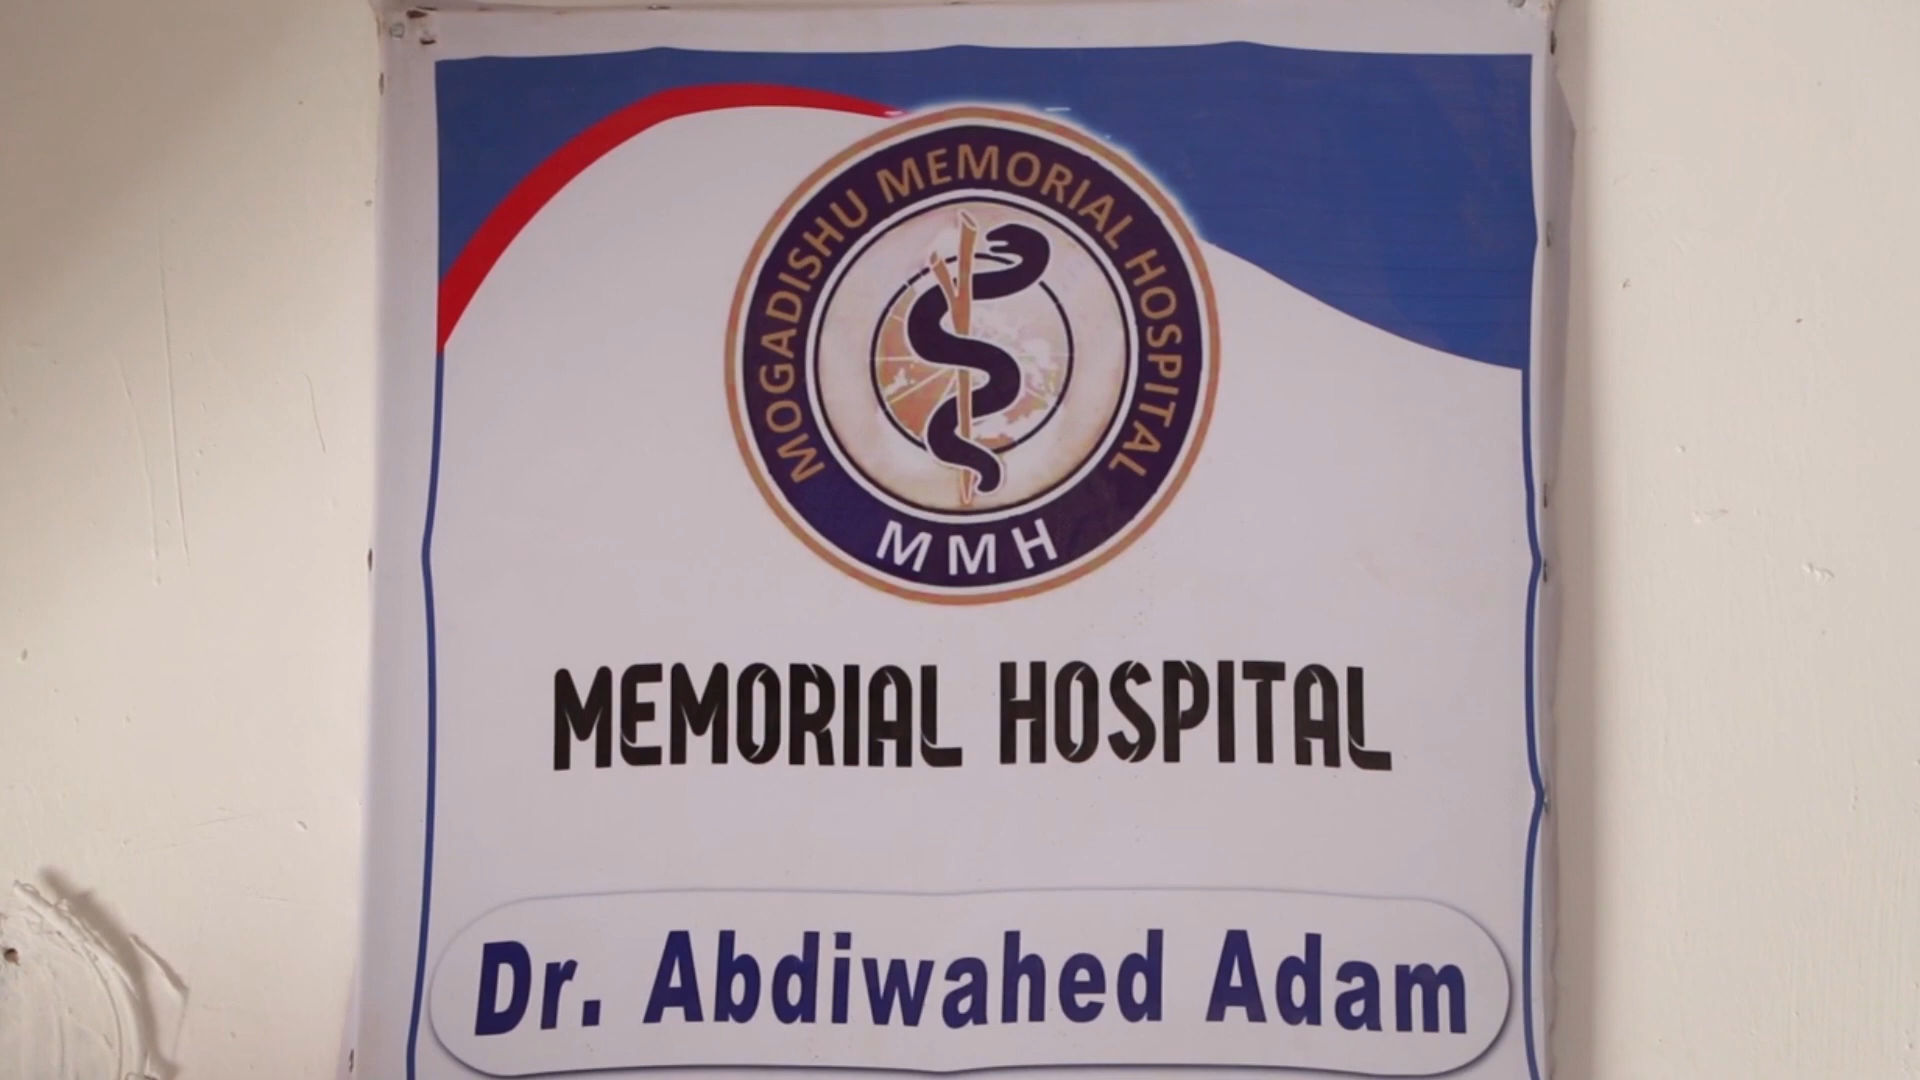 MOGADISHU MEMORIAL HOSPITAL
MMH
MEMORIAL HOSPITAL
Dr. Abdiwahed Adam